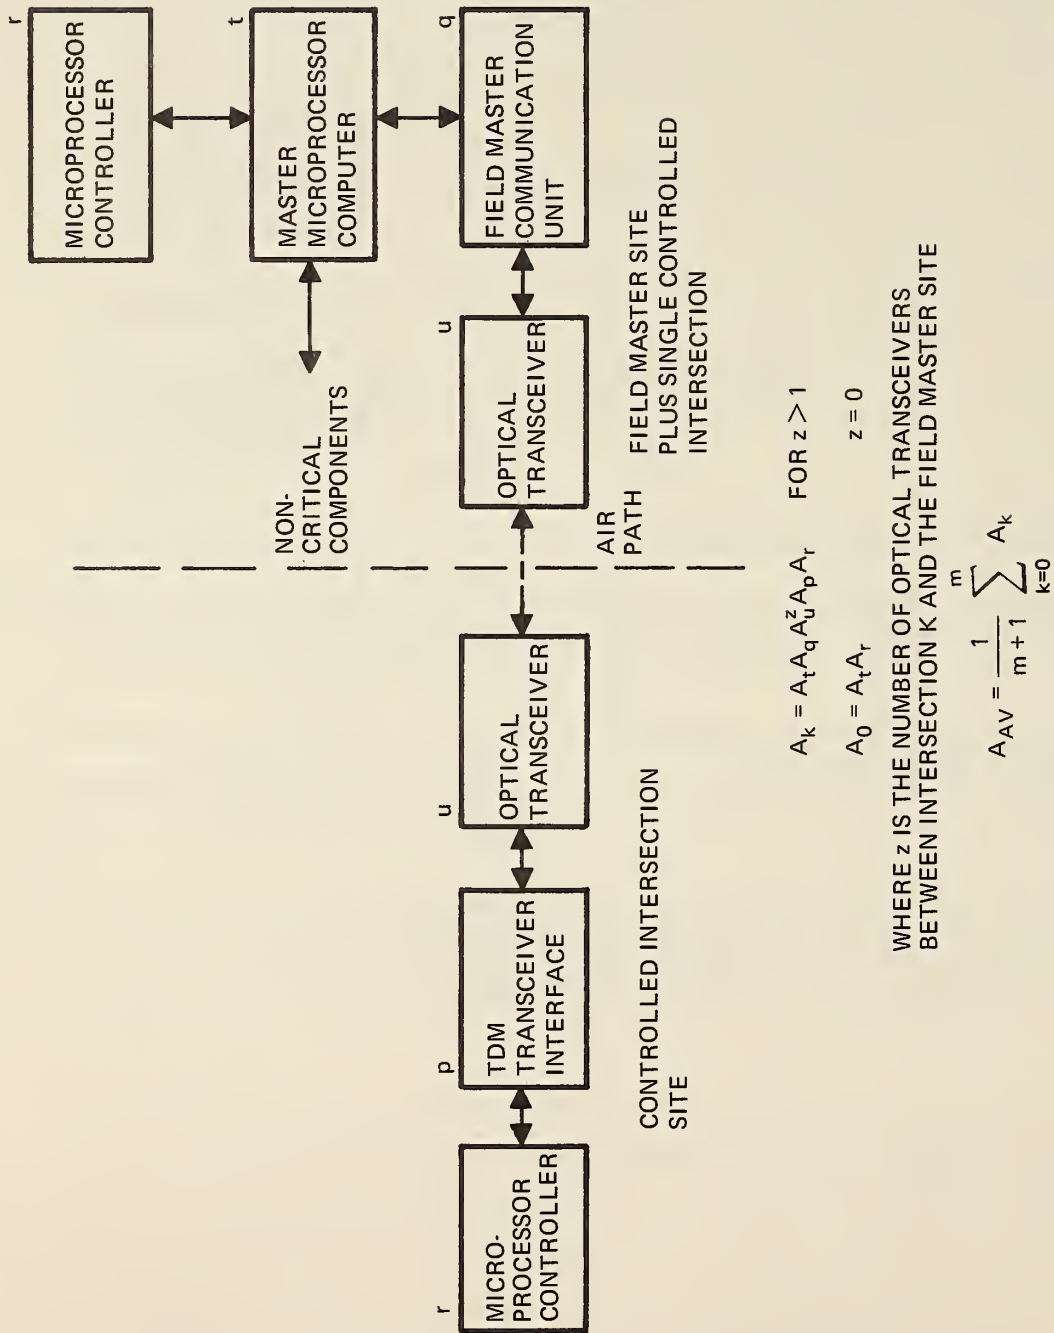 r
MICROPROCESSOR
CONTROLLER
t
MASTER
MICROPROCESSOR
COMPUTER
NON-
CRITICAL
COMPONENTS
r
MICRO-
PROCESSOR
CONTROLLER
p
TDM
TRANSCEIVER
INTERFACE
u
OPTICAL
TRANSCEIVER
u
OPTICAL
TRANSCEIVER
q
FIELD MASTER
COMMUNICATION
UNIT
AIR
PATH
CONTROLLED INTERSECTION
SITE
FIELD MASTER SITE
PLUS SINGLE CONTROLLED
INTERSECTION
A_k = A_t A_q A_u^z A_p A_r FOR z > 1
A_0 = A_t A_r z = 0
WHERE z IS THE NUMBER OF OPTICAL TRANSCEIVERS
BETWEEN INTERSECTION K AND THE FIELD MASTER SITE
A_AV = 1/(m + 1) ∑_{k=0}^{m} A_k